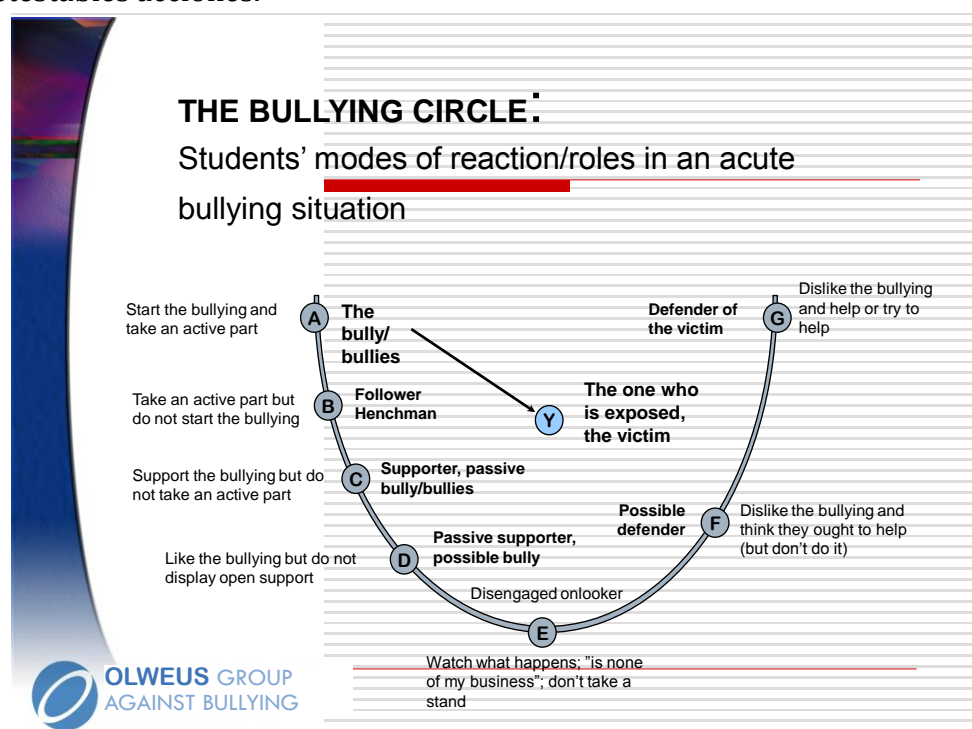 THE BULLYING CIRCLE:
Students' modes of reaction/roles in an acute
bullying situation
Start the bullying and
take an active part
A
The
bully/
bullies
Defender of
the victim
G
Dislike the bullying
and help or try to
help
Take an active part but
do not start the bullying
B
Follower
Henchman
Y
The one who
is exposed,
the victim
Support the bullying but do
not take an active part
C
Supporter, passive
bully/bullies
Possible
defender
F
Dislike the bullying and
think they ought to help
(but don't do it)
Like the bullying but do not
display open support
D
Passive supporter,
possible bully
Disengaged onlooker
E
Watch what happens; ”is none
of my business”; don't take a
stand
OLWEUS GROUP
AGAINST BULLYING